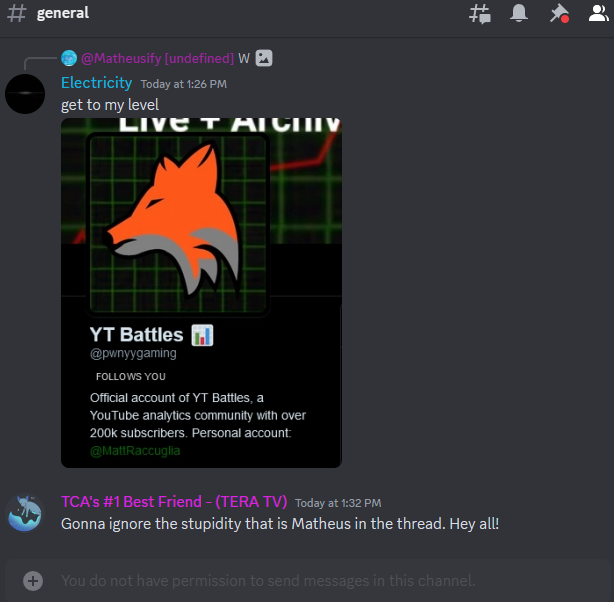 general
@Matheusify [undefined] W
Electricity Today at 1:26 PM
get to my level
Live + Archiv
YT Battles
@pwnyygaming
FOLLOWS YOU
Official account of YT Battles, a
YouTube analytics community with over
200k subscribers. Personal account:
@MattRaccuglia
TCA's #1 Best Friend - (TERA TV) Today at 1:32 PM
Gonna ignore the stupidity that is Matheus in the thread. Hey all!
You do not have permission to send messages in this channel.